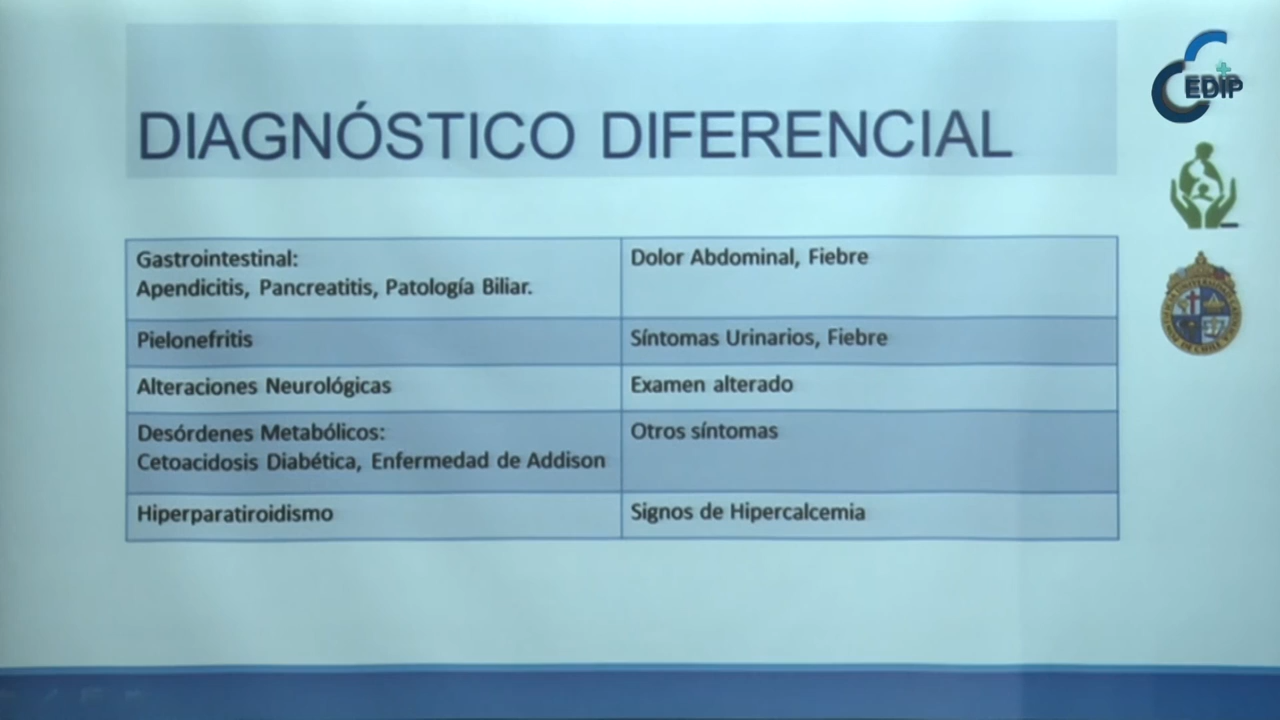 DIAGNÓSTICO DIFERENCIAL
EDIP
Gastrointestinal:
Apendicitis, Pancreatitis, Patología Biliar.
Dolor Abdominal, Fiebre
Pielonefritis
Síntomas Urinarios, Fiebre
Alteraciones Neurológicas
Examen alterado
Desórdenes Metabólicos:
Cetoacidosis Diabética, Enfermedad de Addison
Otros síntomas
Hiperparatiroidismo
Signos de Hipercalcemia